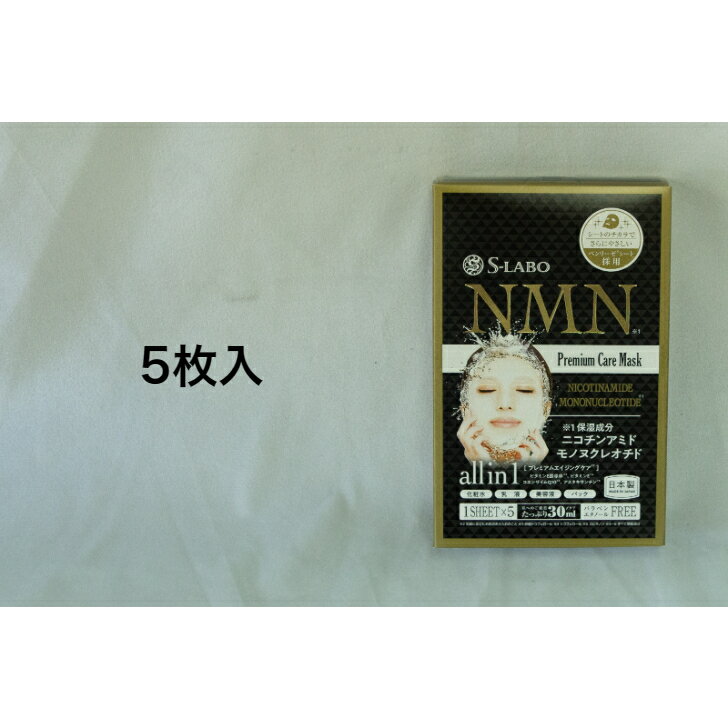 5枚入
シートのチカラで
さらにやさしい
ベンリーゼ®シート
採用
S-LABO
NMN ※1
Premium Care Mask
NICOTINAMIDE
MONONUCLEOTIDE
※1 保湿成分
ニコチンアミド
モノヌクレオチド
all in 1
[プレミアムエイジングケア]
化粧水 乳液 美容液 パック
日本製
MADE IN JAPAN
1SHEET×5
たっぷり30ml
パラベン
エタノール FREE